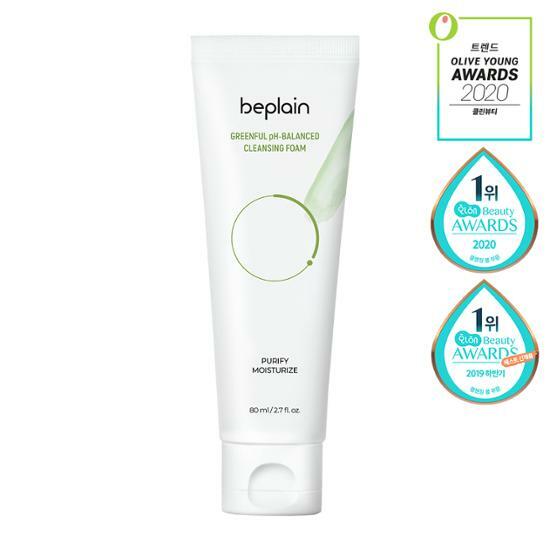 beplain
GREENFUL pH-BALANCED
CLEANSING FOAM
PURIFY
MOISTURIZE
80 ml / 2.7 fl. oz.
트렌드
OLIVE YOUNG
AWARDS
2020
클린뷰티
1위
Beauty
AWARDS
2020
1위
Beauty
AWARDS
2019 하반기